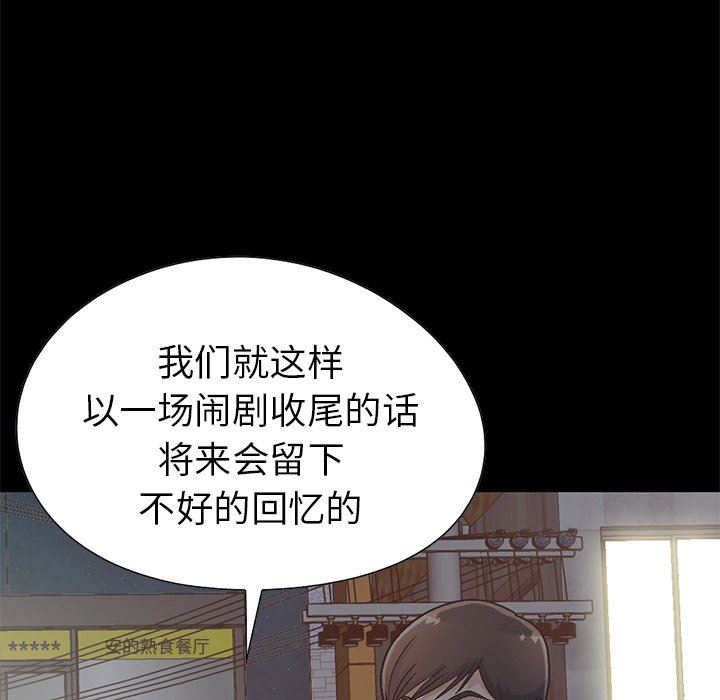 我们就这样
以一场闹剧收尾的话
将来会留下
不好的回忆的
***** 安的熟食餐厅